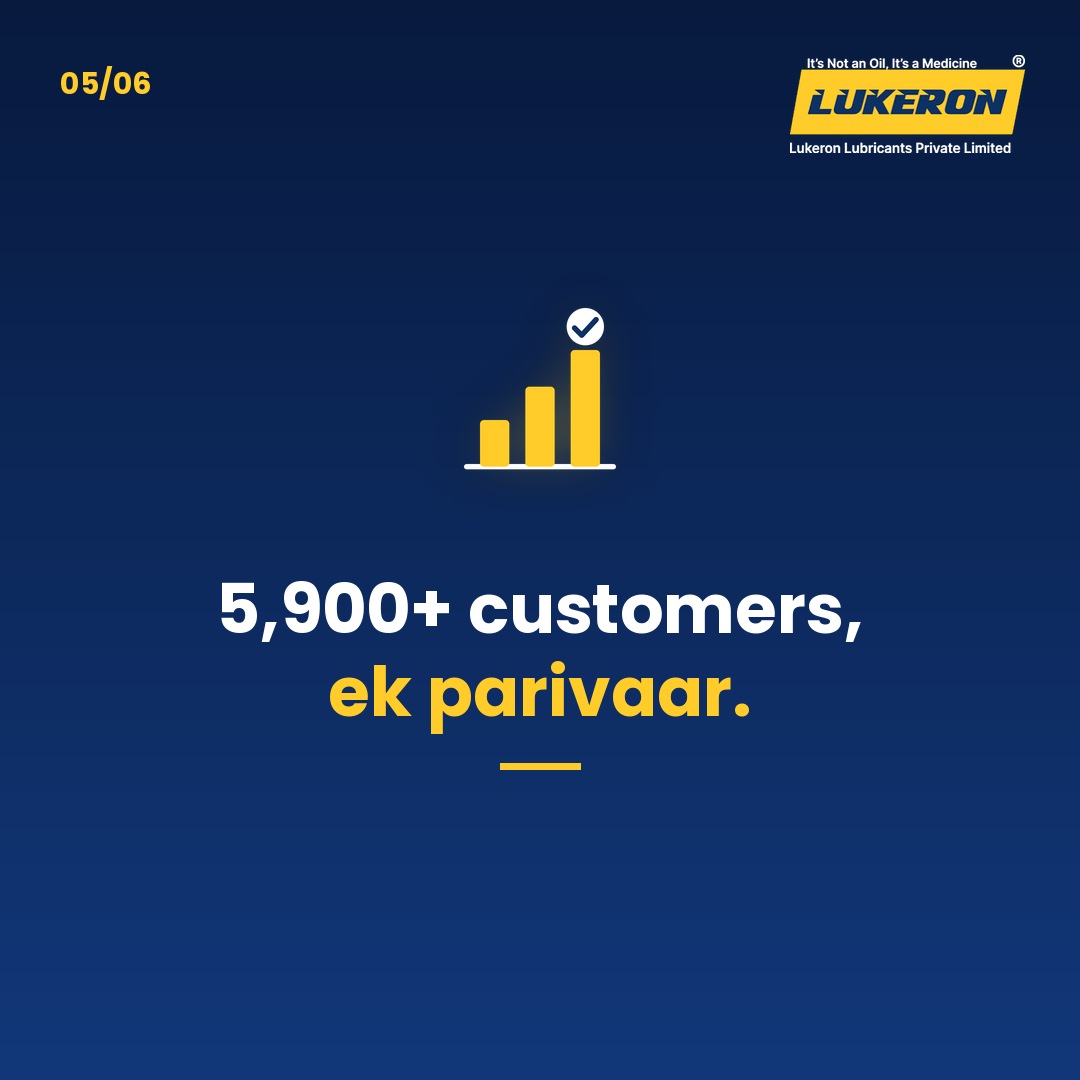 05/06
It's Not an Oil, It's a Medicine ®
LUKERON
Lukeron Lubricants Private Limited
5,900+ customers,
ek parivaar.